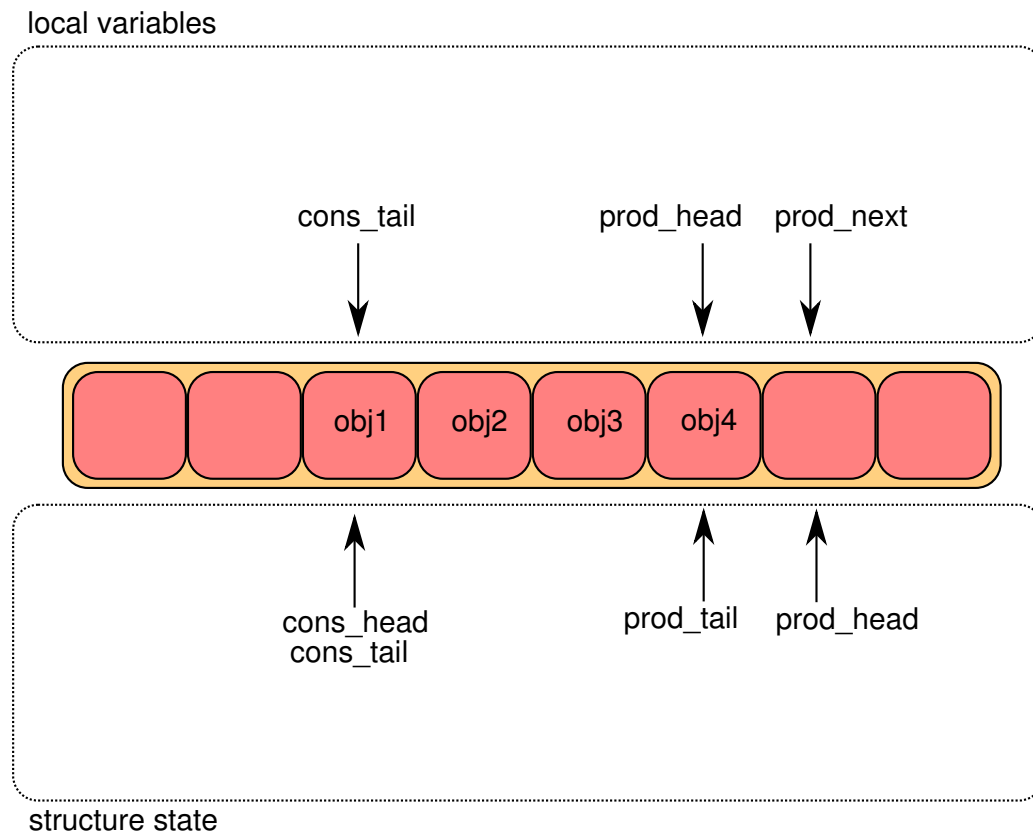 local variables
cons_tail prod_head prod_next
obj1 obj2 obj3 obj4
cons_head prod_tail prod_head
cons_tail
structure state